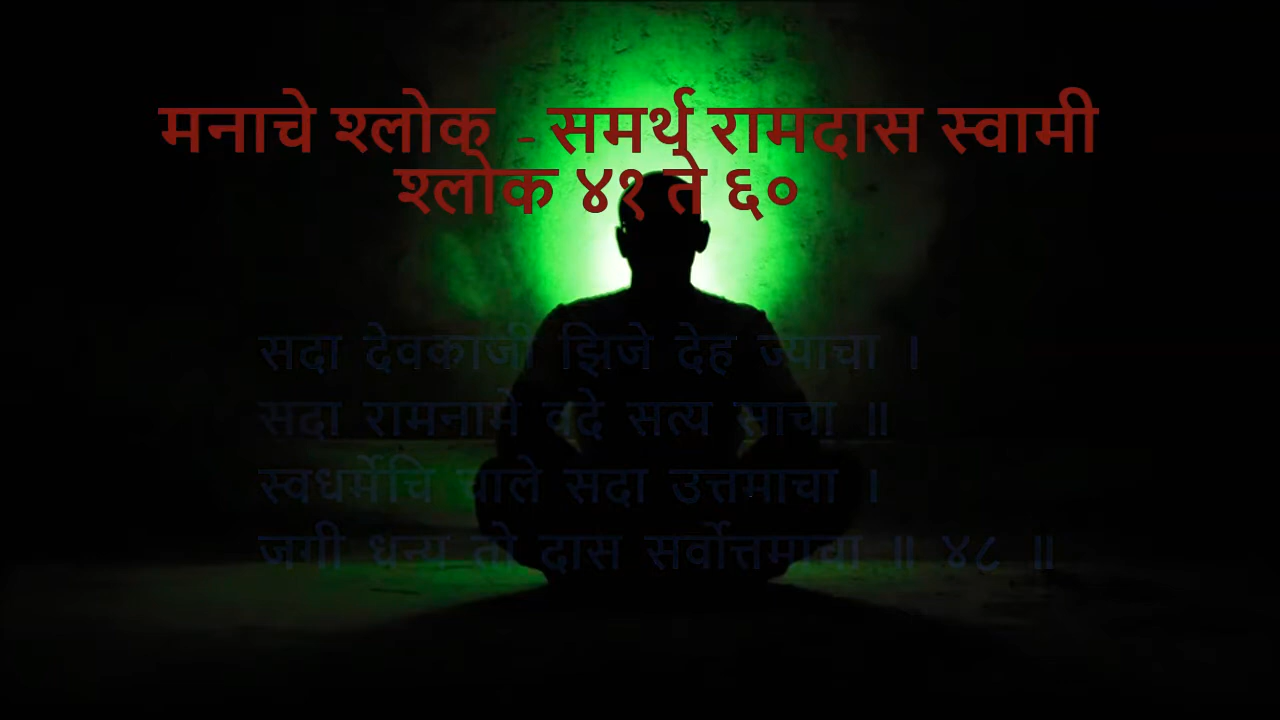 मनाचे श्लोक - समर्थ रामदास स्वामी
श्लोक ४१ ते ६०
सदा देवकाजीं झिजे देह ज्याचा ।
सदा रामनामें वदे सत्य साचा ॥
स्वधर्मेचि चाले सदा उत्तमाचा ।
जगी धन्य तो दास सर्वोत्तमाचा ॥ ४८ ॥